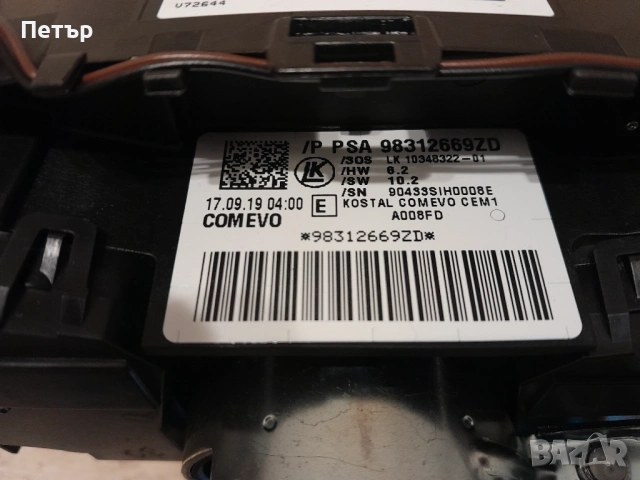 U72644
Петър
/P PSA 98312669ZD
/SOS LK 10348322-01
/HW 6.2
/SW 10.2
/SN 90433SIH0008E
17.09.19 04:00 E KOSTAL COMEVO CEM1
COMEVO A008FD
*98312669ZD*
BAZAR